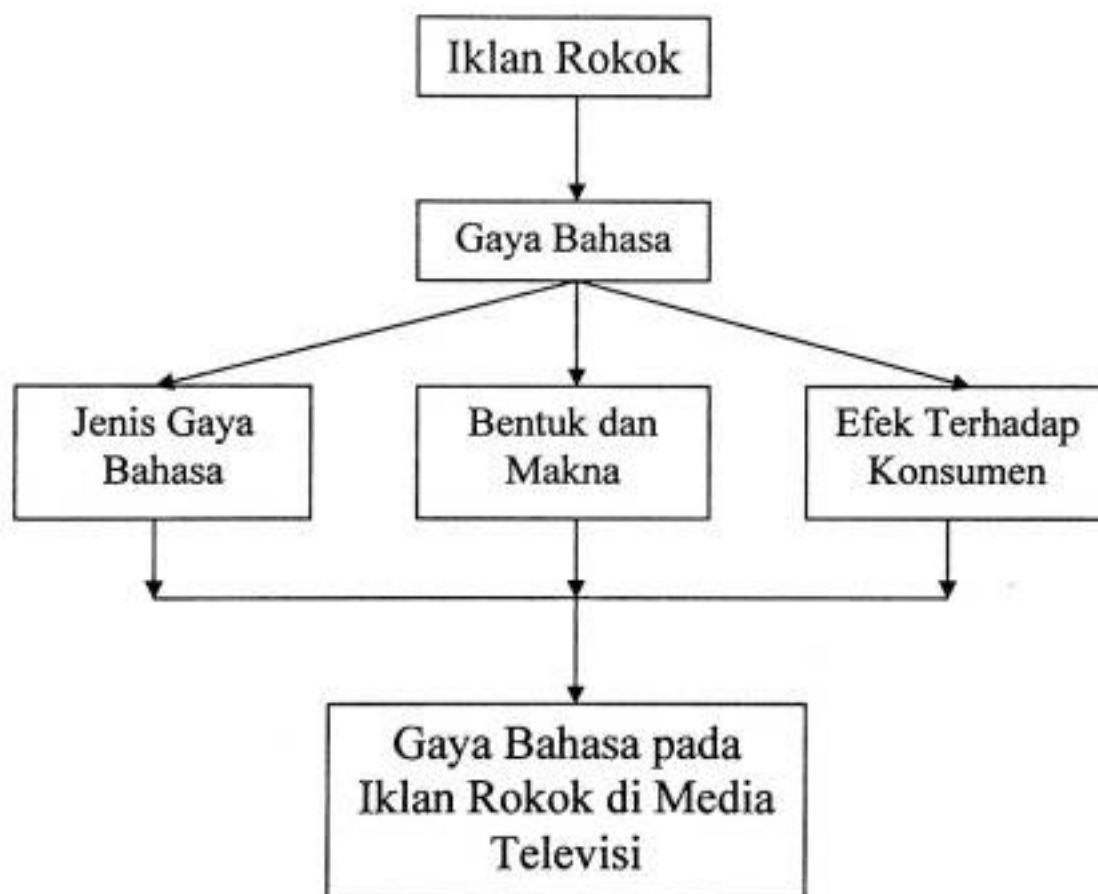 Iklan Rokok
Gaya Bahasa
Jenis Gaya
Bahasa
Bentuk dan
Makna
Efek Terhadap
Konsumen
Gaya Bahasa pada
Iklan Rokok di Media
Televisi